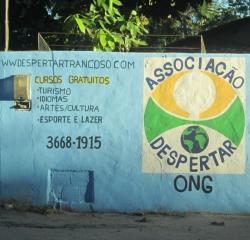 WWW.DESPERTARTRANCOSO.COM
CURSOS GRATUITOS
·TURISMO
·IDIOMAS
·ARTES/CULTURA
·ESPORTE E LAZER
3668-1915
ASSOCIAÇÃO
DESPERTAR
ONG